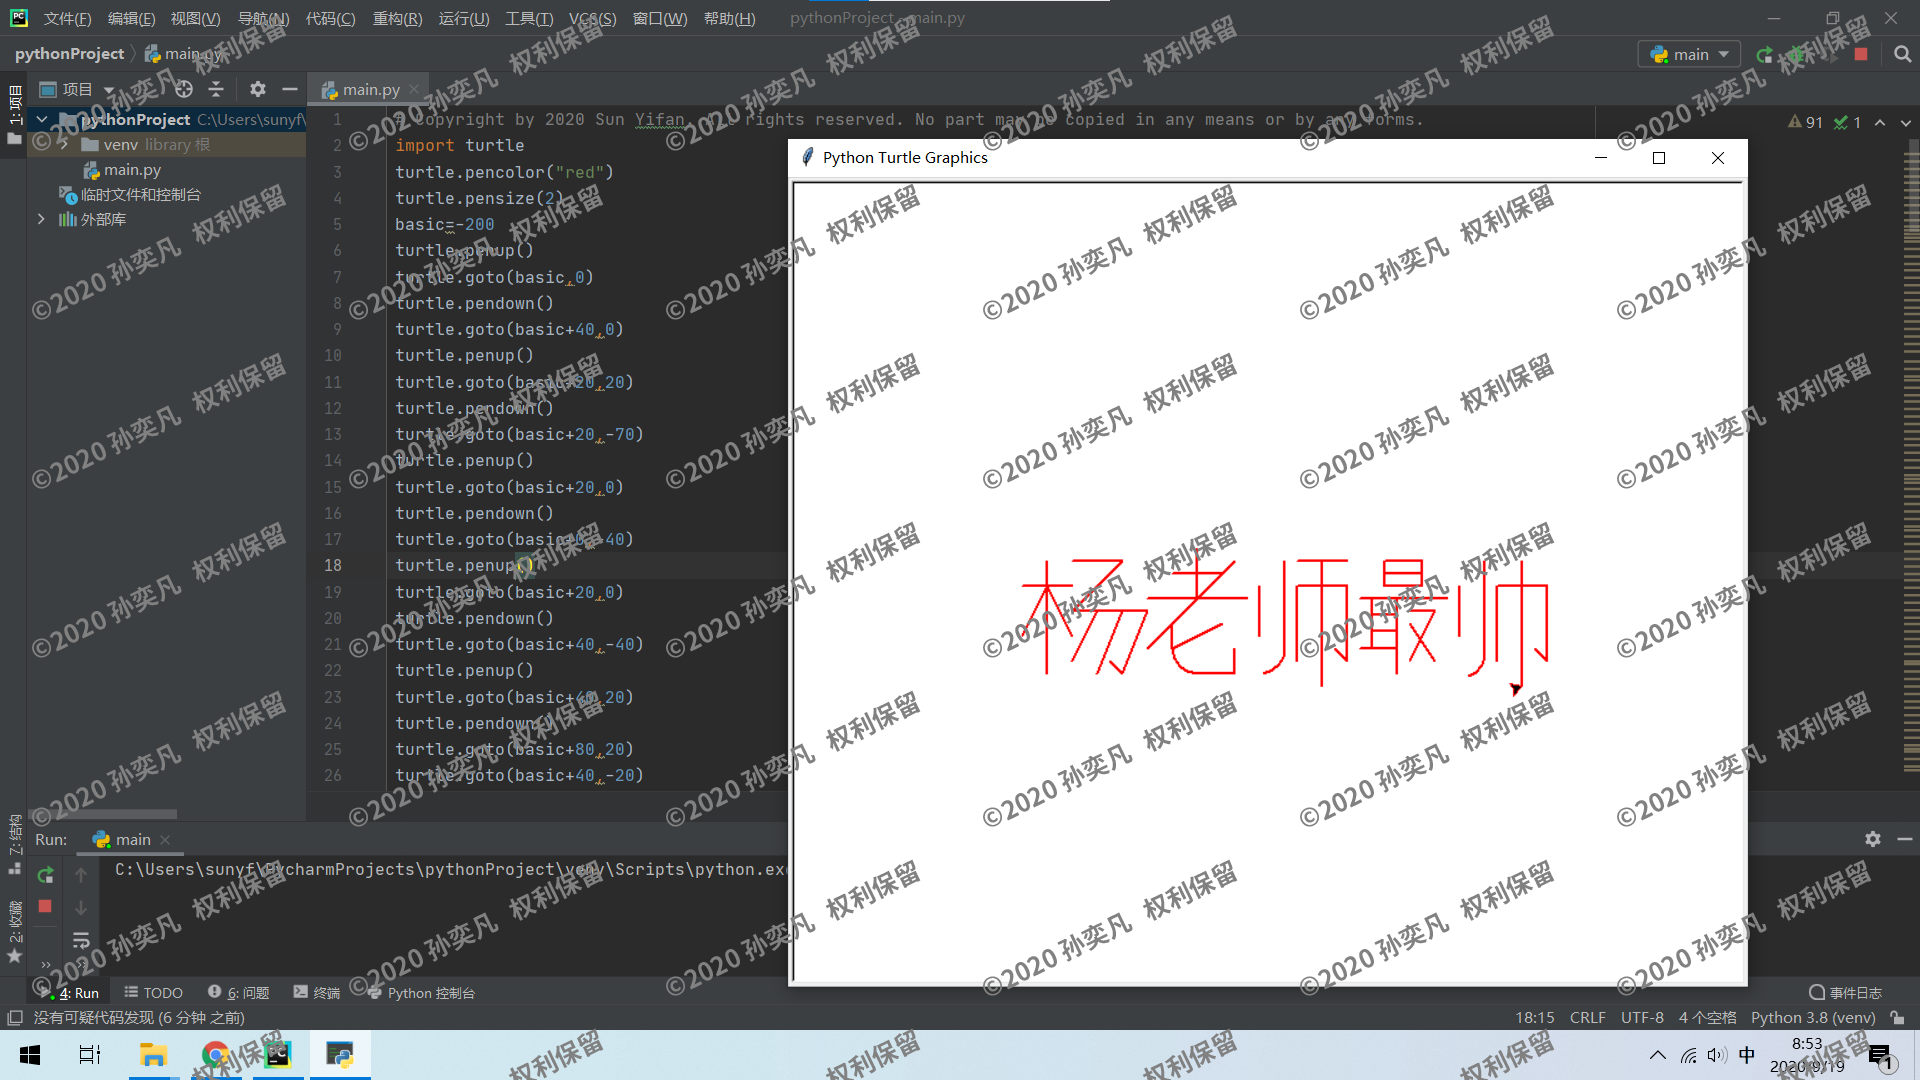 文件(F) 编辑(E) 视图(V) 导航(N) 代码(C) 重构(R) 运行(U) 工具(T) VCS(S) 窗口(W) 帮助(H) pythonProject - main.py
pythonProject main.py main
项目 main.py
1: 项目
pythonProject C:\Users\sunyf\
venv library 根
main.py
临时文件和控制台
外部库
91 1
1 # Copyright by 2020 Sun Yifan. All rights reserved. No part may be copied in any means or by any forms.
2 import turtle
3 turtle.pencolor("red")
4 turtle.pensize(2)
5 basic=-200
6 turtle.penup()
7 turtle.goto(basic,0)
8 turtle.pendown()
9 turtle.goto(basic+40,0)
10 turtle.penup()
11 turtle.goto(basic+20,20)
12 turtle.pendown()
13 turtle.goto(basic+20,-70)
14 turtle.penup()
15 turtle.goto(basic+20,0)
16 turtle.pendown()
17 turtle.goto(basic+0,-40)
18 turtle.penup()
19 turtle.goto(basic+20,0)
20 turtle.pendown()
21 turtle.goto(basic+40,-40)
22 turtle.penup()
23 turtle.goto(basic+40,20)
24 turtle.pendown()
25 turtle.goto(basic+80,20)
26 turtle.goto(basic+40,-20)
Python Turtle Graphics
杨老师最帅
Z: 结构
2: 收藏
Run: main
C:\Users\sunyf\PycharmProjects\pythonProject\venv\Scripts\python.exe
4: Run TODO 6: 问题 终端 Python 控制台 事件日志
没有可疑代码发现 (6 分钟 之前) 18:15 CRLF UTF-8 4 个空格 Python 3.8 (venv)
中 8:53
2020/9/19 1
©2020 孙奕凡 权利保留